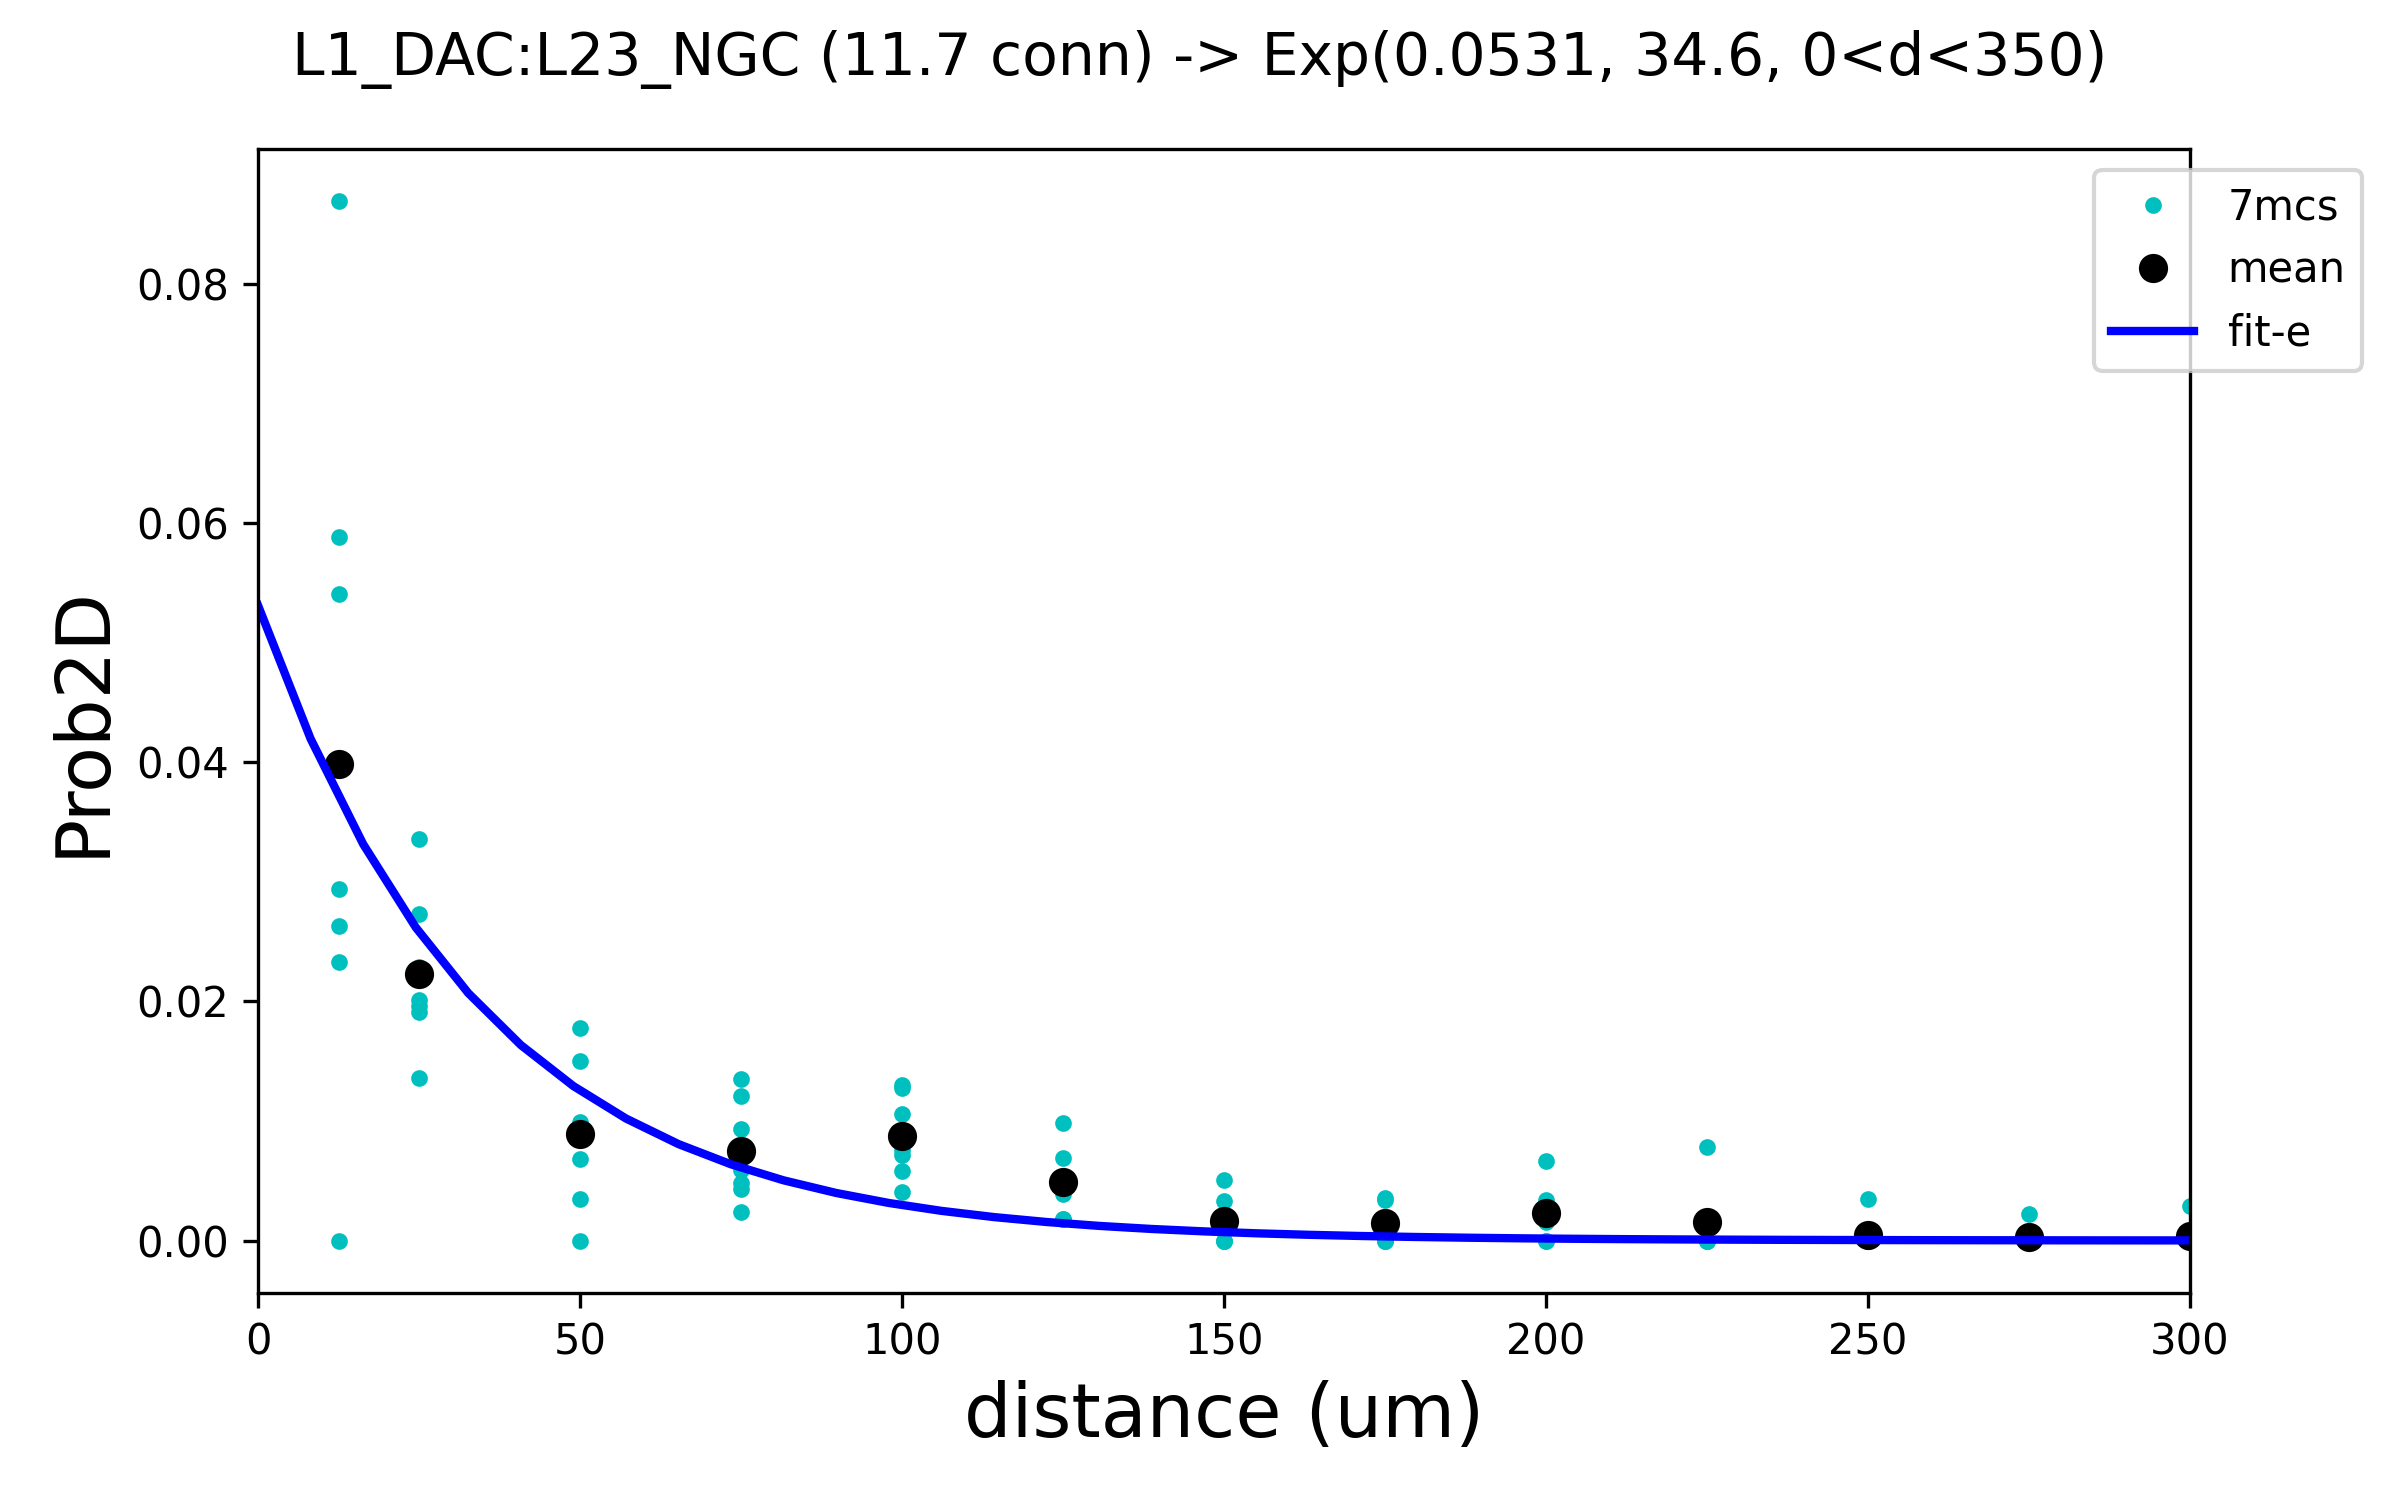 L1_DAC:L23_NGC (11.7 conn) -> Exp(0.0531, 34.6, 0<d<350)
7mcs
mean
fit-e
Prob2D
0.08
0.06
0.04
0.02
0.00
0 50 100 150 200 250 300
distance (um)